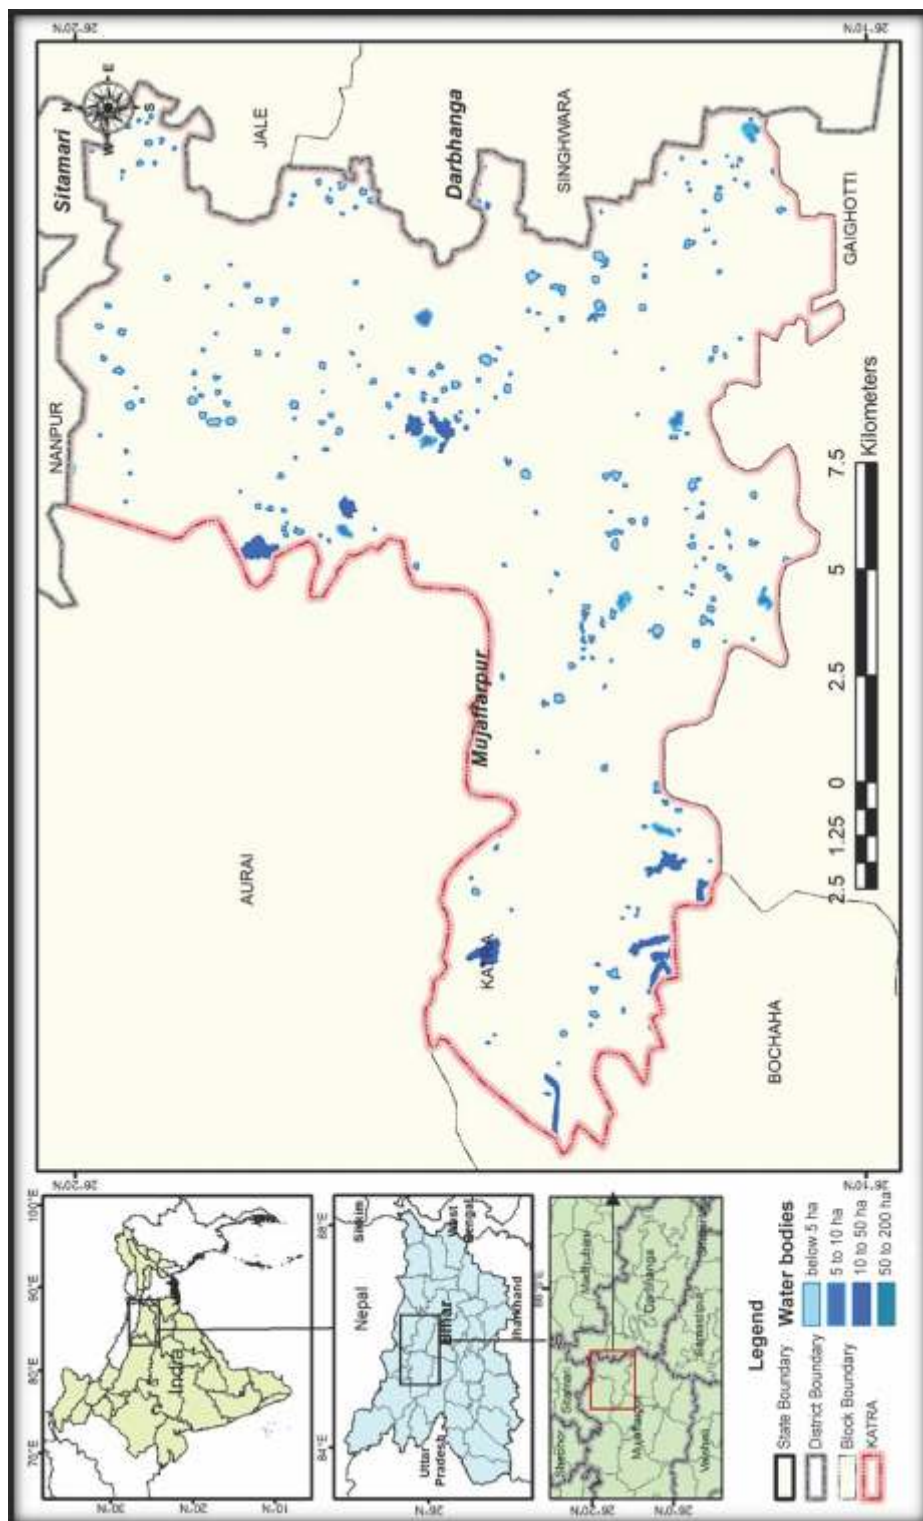 26°20'N
26°10'N
N
E
S
W
Sitamari
JALE
Darbhanga
SINGHWARA
NANPUR
GAIGHOTTI
Mujaffarpur
AURAI
KATRA
BOCHAHA
2.5 1.25 0 2.5 5 7.5
Kilometers
26°20'N
26°10'N
70°E 80°E 90°E 100°E
30°N
20°N
10°N
India
84°E 88°E
26°N
Nepal
Sikkim
West
Bengal
Uttar
Pradesh
Bihar
Jharkhand
Madhubani
Darbhanga
Samastipur
Vaishali
26°20'N
26°0'N
Legend
State Boundary
District Boundary
Block Boundary
KATRA
Water bodies
below 5 ha
5 to 10 ha
10 to 50 ha
50 to 200 ha